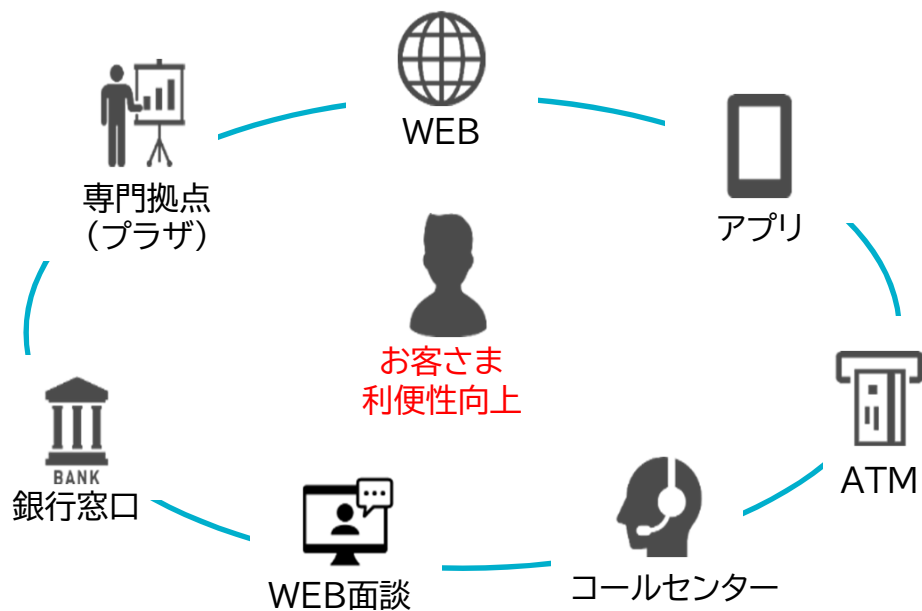 WEB
アプリ
ATM
コールセンター
WEB面談
BANK
銀行窓口
専門拠点
(プラザ)
お客さま
利便性向上